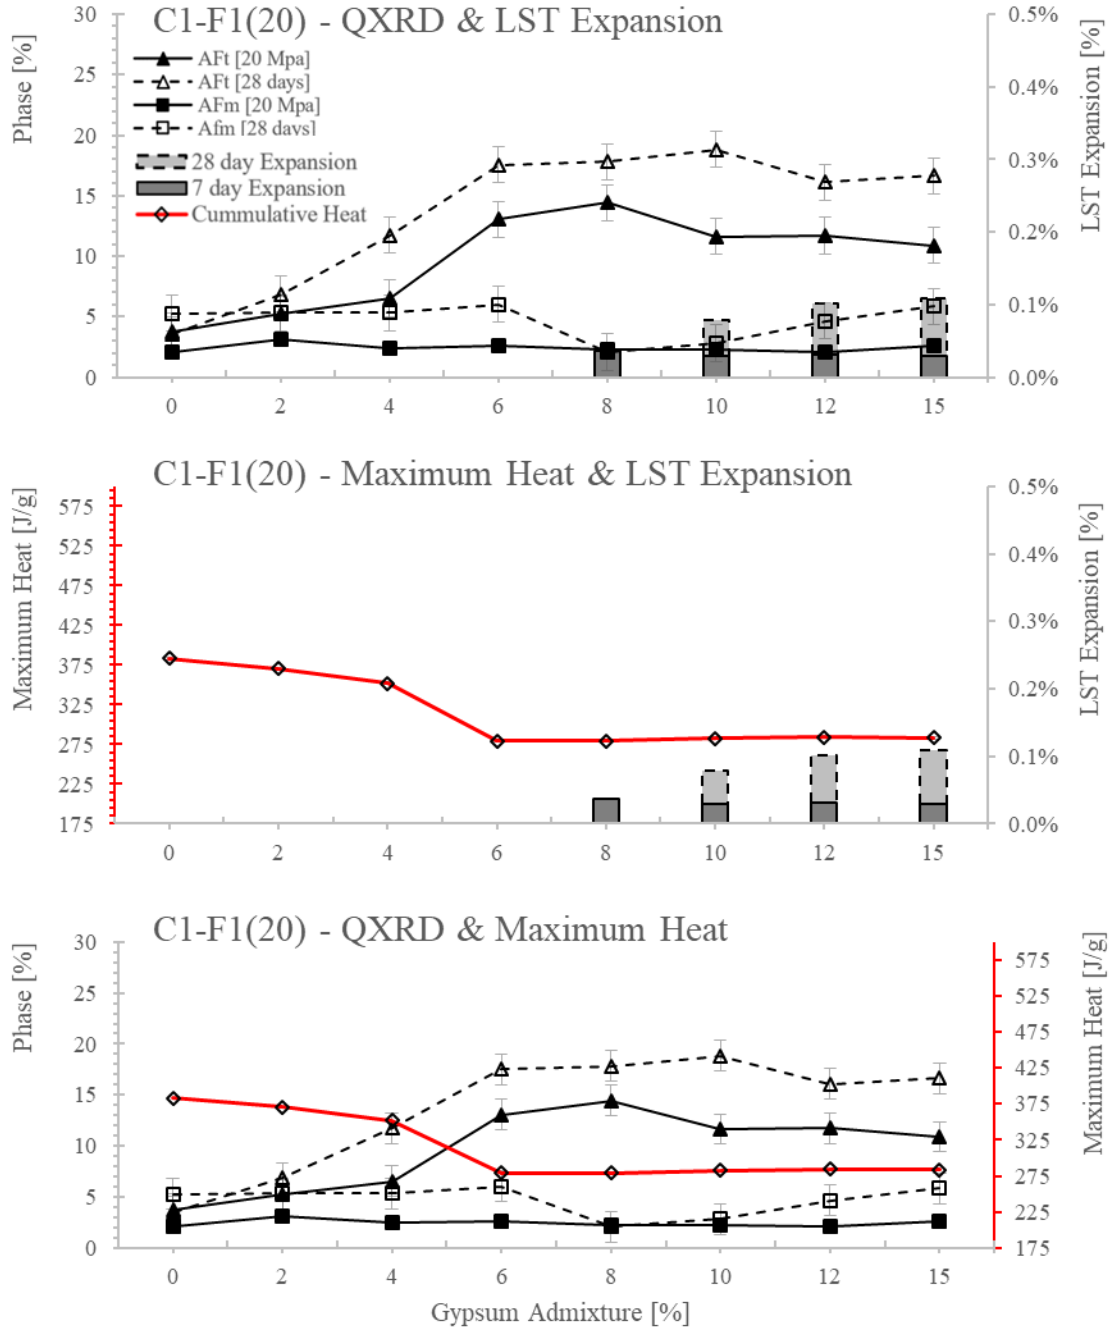 C1-F1(20) - QXRD & LST Expansion
Phase [%]
30
25
20
15
10
5
0
AFt [20 Mpa]
AFt [28 days]
AFm [20 Mpa]
Afm [28 days]
28 day Expansion
7 day Expansion
Cummulative Heat
0.5%
0.4%
0.3%
0.2%
0.1%
0.0%
LST Expansion [%]
0 2 4 6 8 10 12 15
C1-F1(20) - Maximum Heat & LST Expansion
Maximum Heat [J/g]
575
525
475
425
375
325
275
225
175
0.5%
0.4%
0.3%
0.2%
0.1%
0.0%
LST Expansion [%]
0 2 4 6 8 10 12 15
C1-F1(20) - QXRD & Maximum Heat
Phase [%]
30
25
20
15
10
5
0
575
525
475
425
375
325
275
225
175
Maximum Heat [J/g]
0 2 4 6 8 10 12 15
Gypsum Admixture [%]